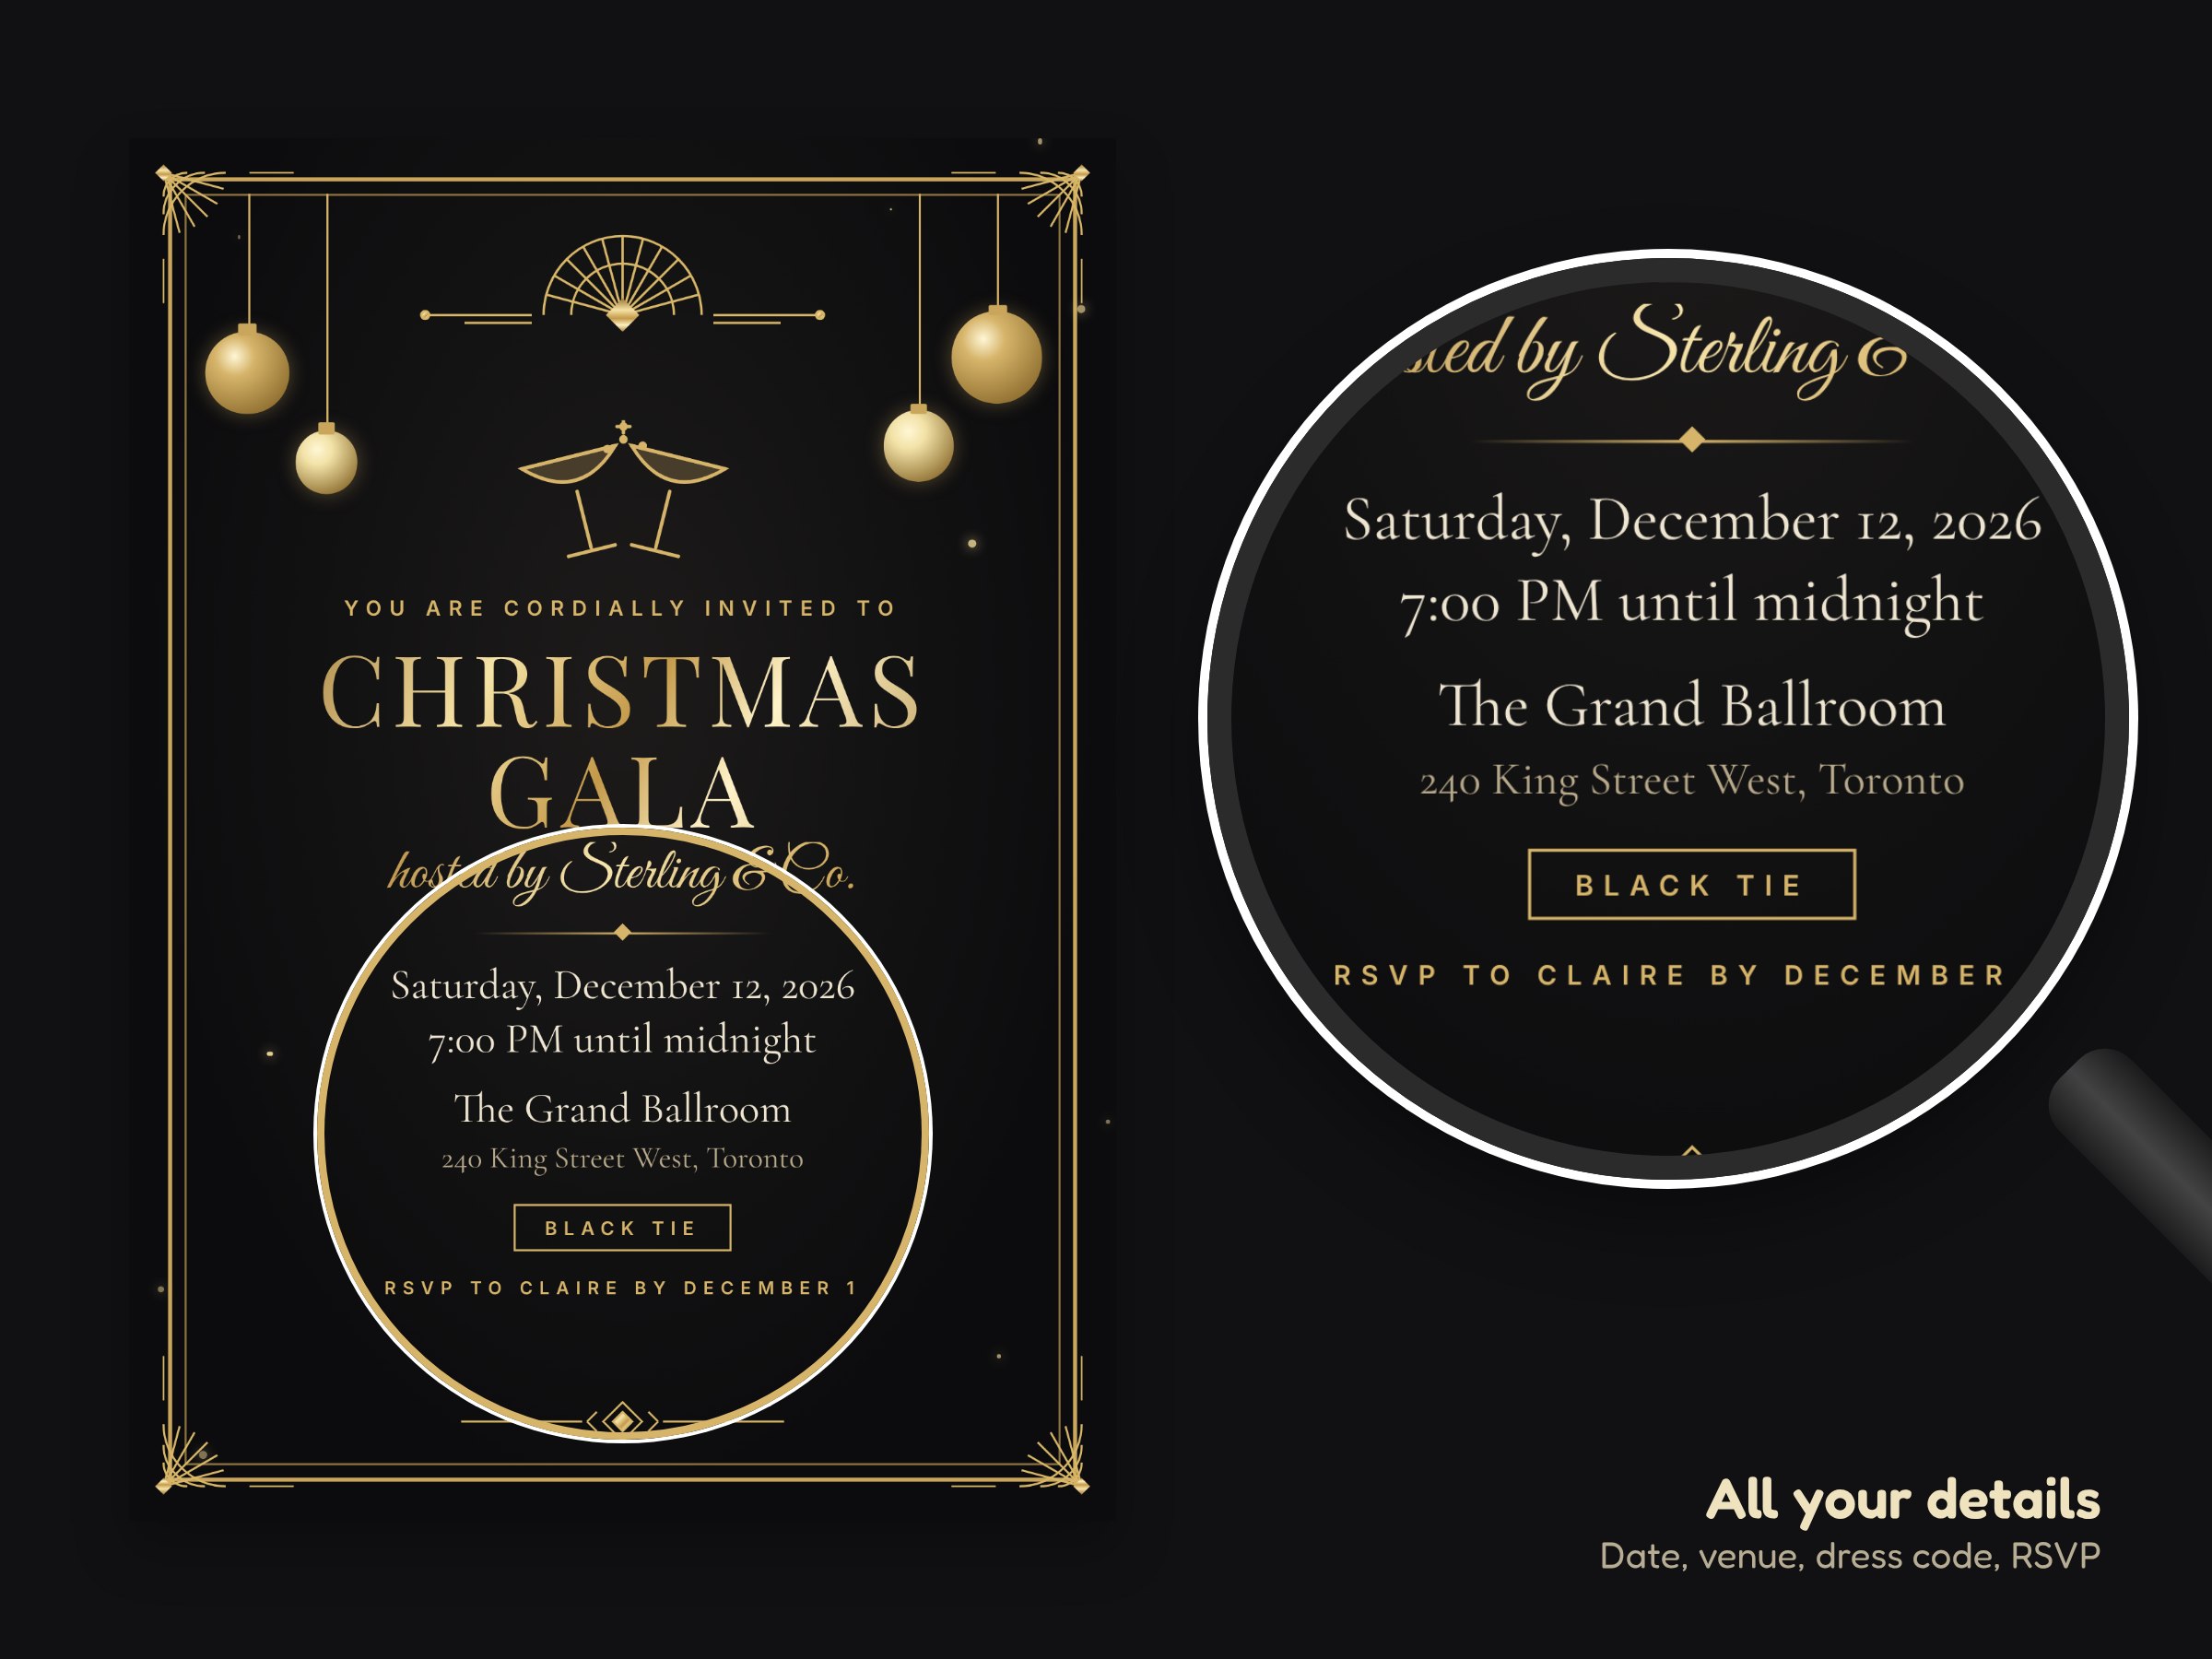 YOU ARE CORDIALLY INVITED TO
CHRISTMAS
GALA
hosted by Sterling & Co.
Saturday, December 12, 2026
7:00 PM until midnight
The Grand Ballroom
240 King Street West, Toronto
BLACK TIE
RSVP TO CLAIRE BY DECEMBER 1
ted by Sterling &
Saturday, December 12, 2026
7:00 PM until midnight
The Grand Ballroom
240 King Street West, Toronto
BLACK TIE
RSVP TO CLAIRE BY DECEMBER
All your details
Date, venue, dress code, RSVP